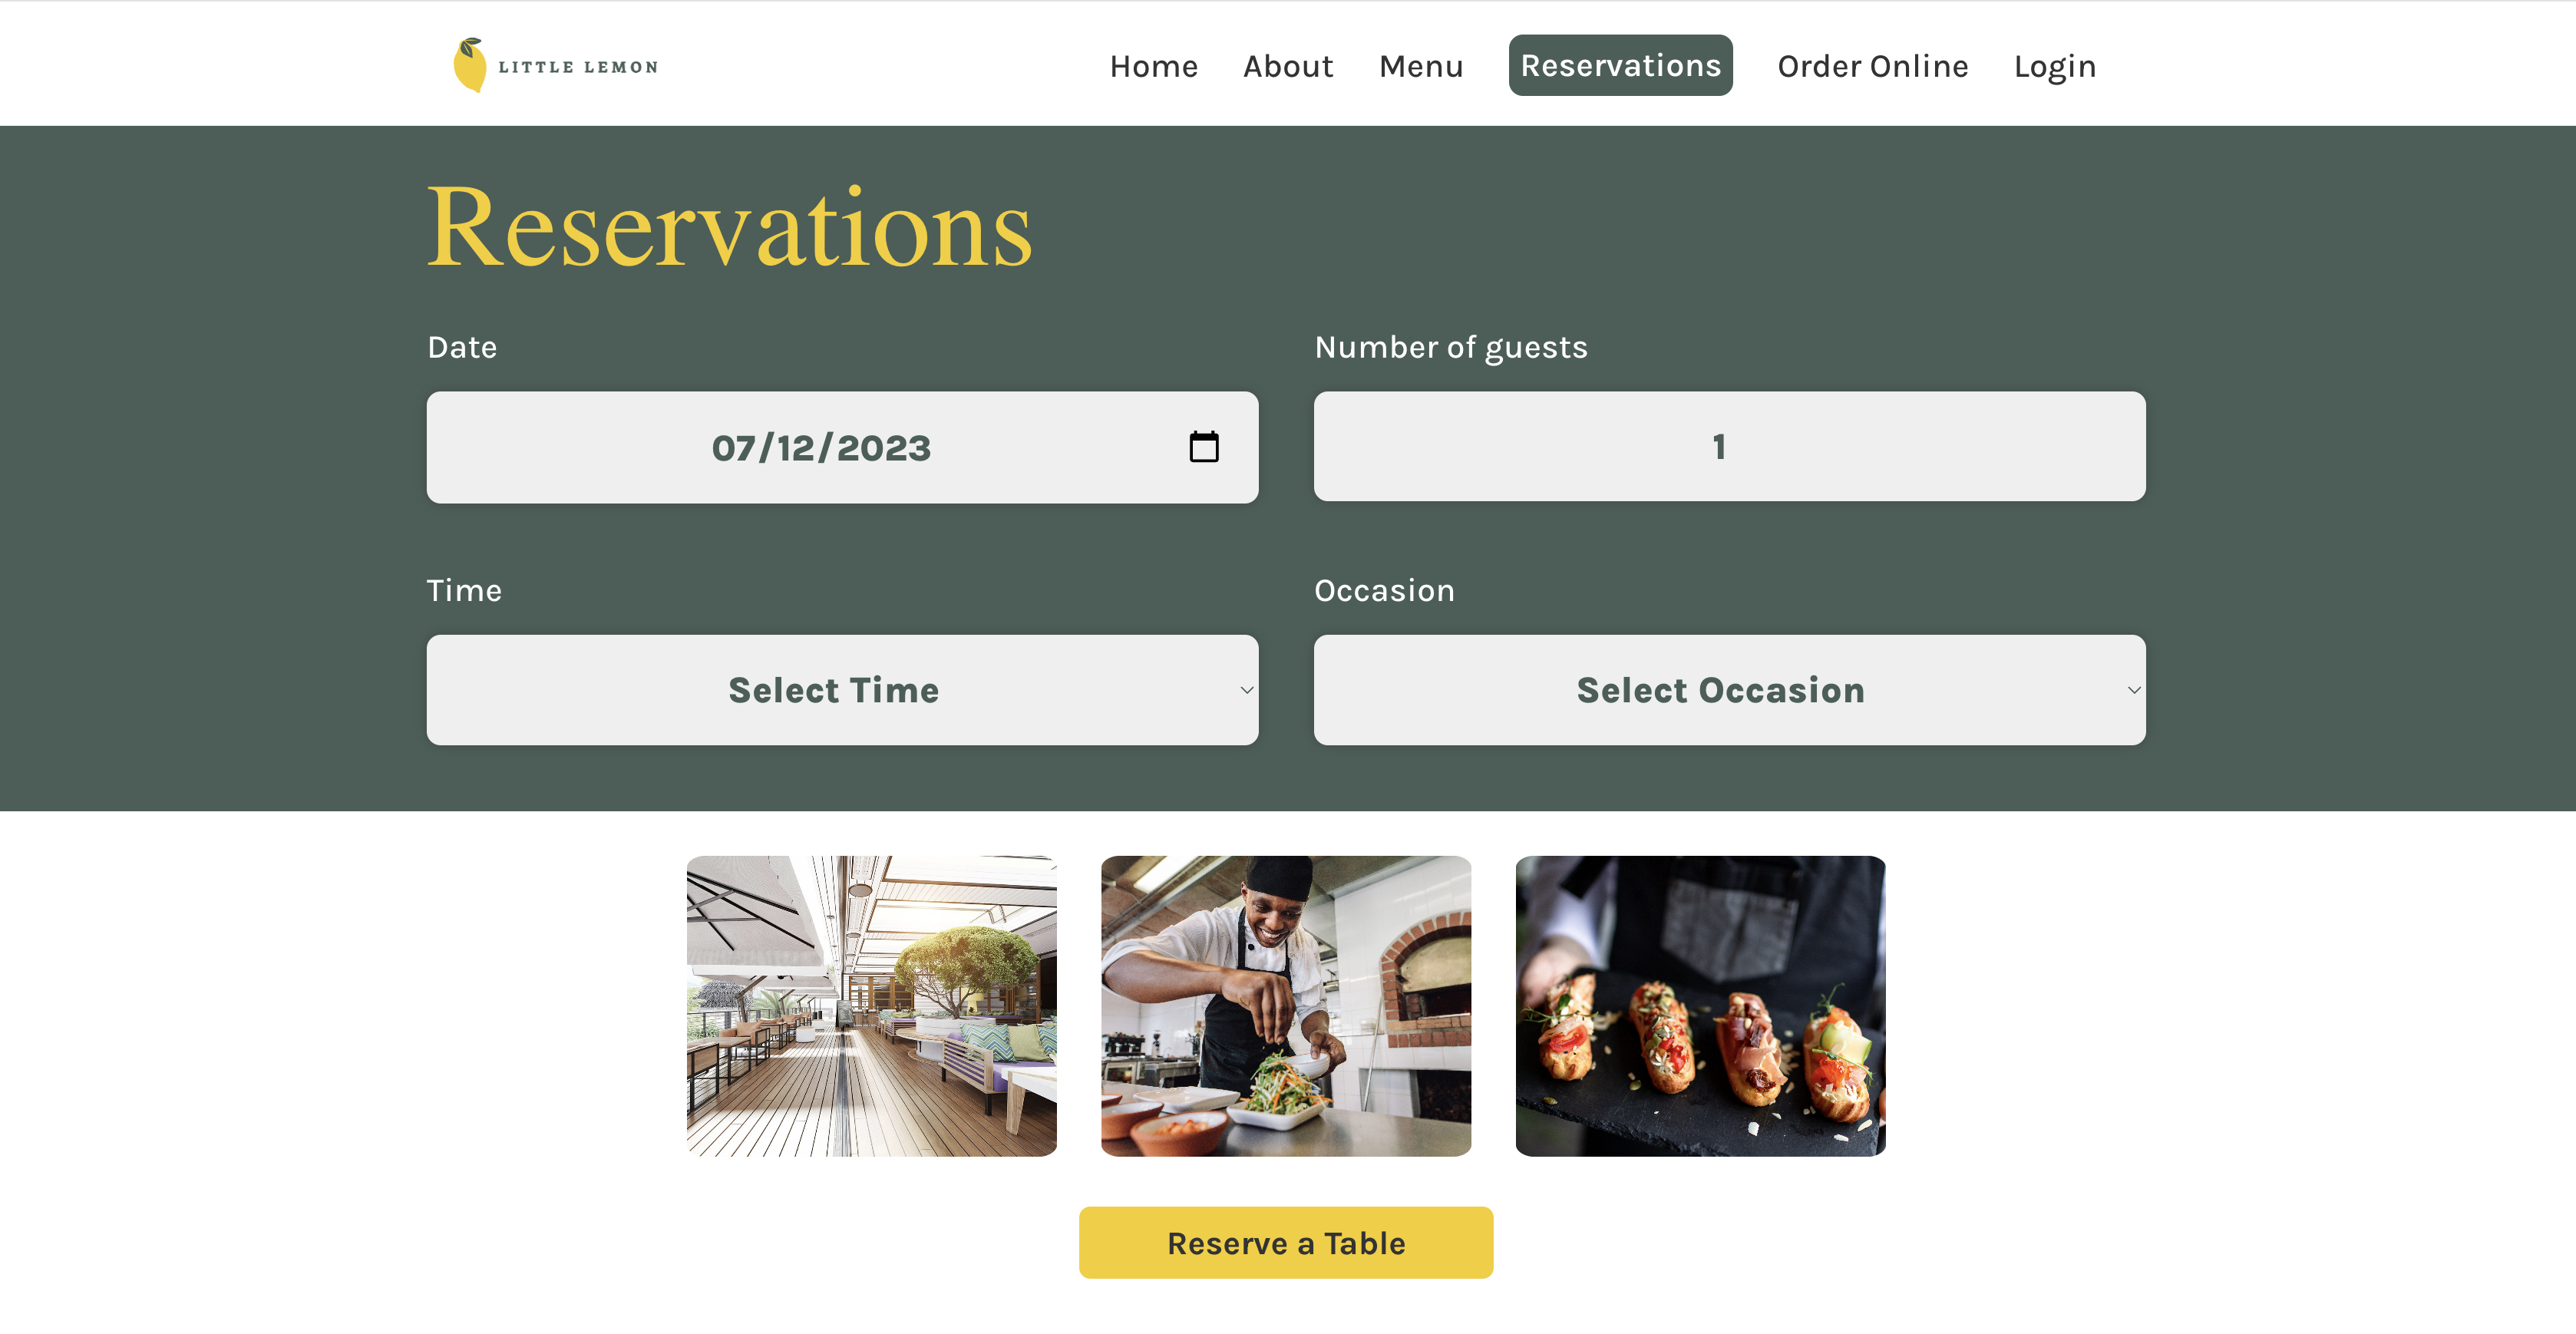 LITTLE LEMON
Home About Menu Reservations Order Online Login
Reservations
Date Number of guests
07/12/2023 1
Time Occasion
Select Time Select Occasion
Reserve a Table